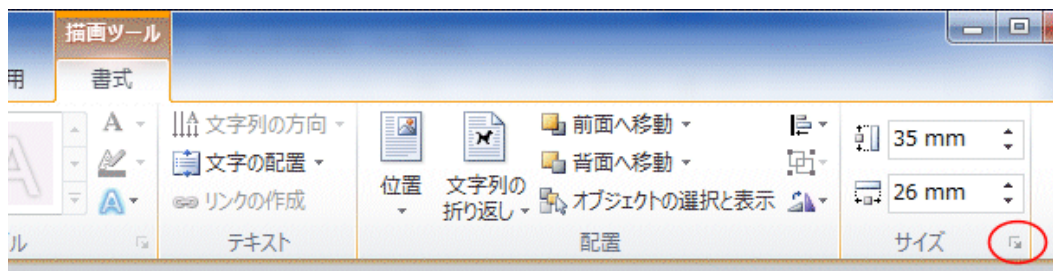 描画ツール
用
書式
A
文字列の方向
文字の配置
リンクの作成
位置
文字列の
折り返し
前面へ移動
背面へ移動
オブジェクトの選択と表示
35 mm
26 mm
ル
テキスト
配置
サイズ